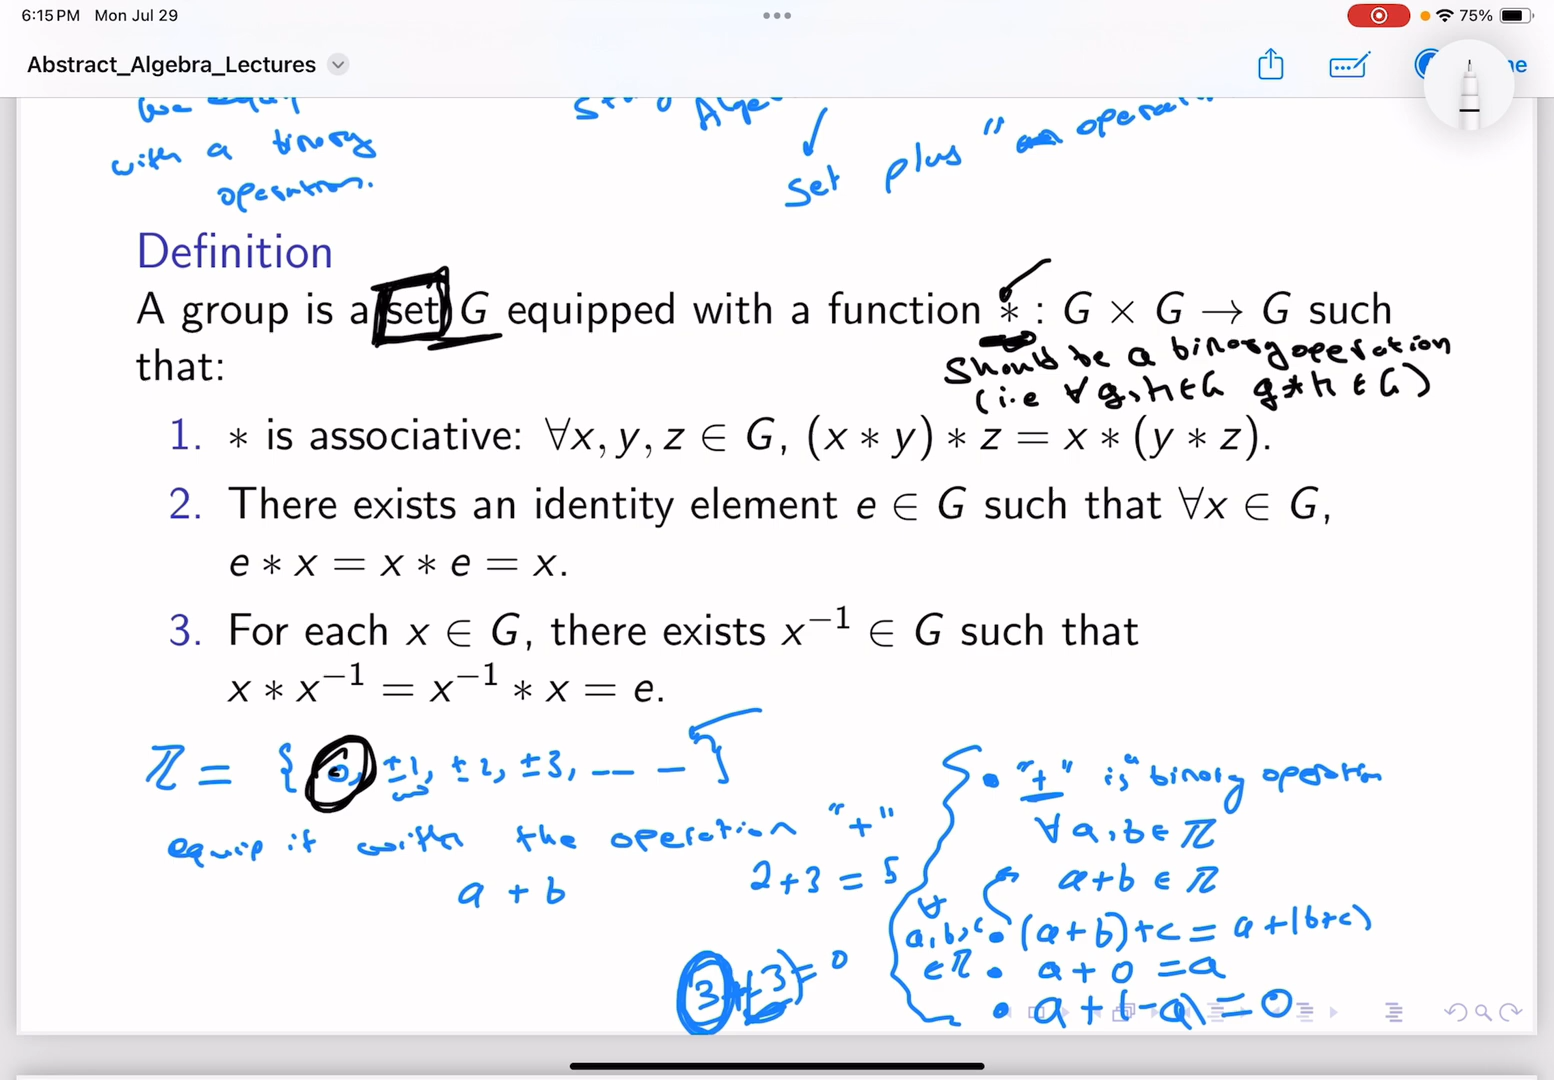 6:15 PM Mon Jul 29
75%
Abstract_Algebra_Lectures
with a binary
operation.
Set plus "
Definition
A group is a set G equipped with a function * : G × G → G such
that:
should be a binary operation
(i.e ∀ g,h ∈ G g*h ∈ G)
1. * is associative: ∀x, y, z ∈ G, (x * y) * z = x * (y * z).
2. There exists an identity element e ∈ G such that ∀x ∈ G,
e * x = x * e = x.
3. For each x ∈ G, there exists x⁻¹ ∈ G such that
x * x⁻¹ = x⁻¹ * x = e.
ℤ = { 0, ±1, ±2, ±3, -- - }
equip it with the operation "+"
a + b
2+3 = 5
3+(-3)= 0
• "+" is binary operation
∀ a,b ∈ ℤ
a+b ∈ ℤ
∀ a,b,c ∈ ℤ • (a+b)+c = a+(b+c)
• a+0 =a
• a+(-a) = 0